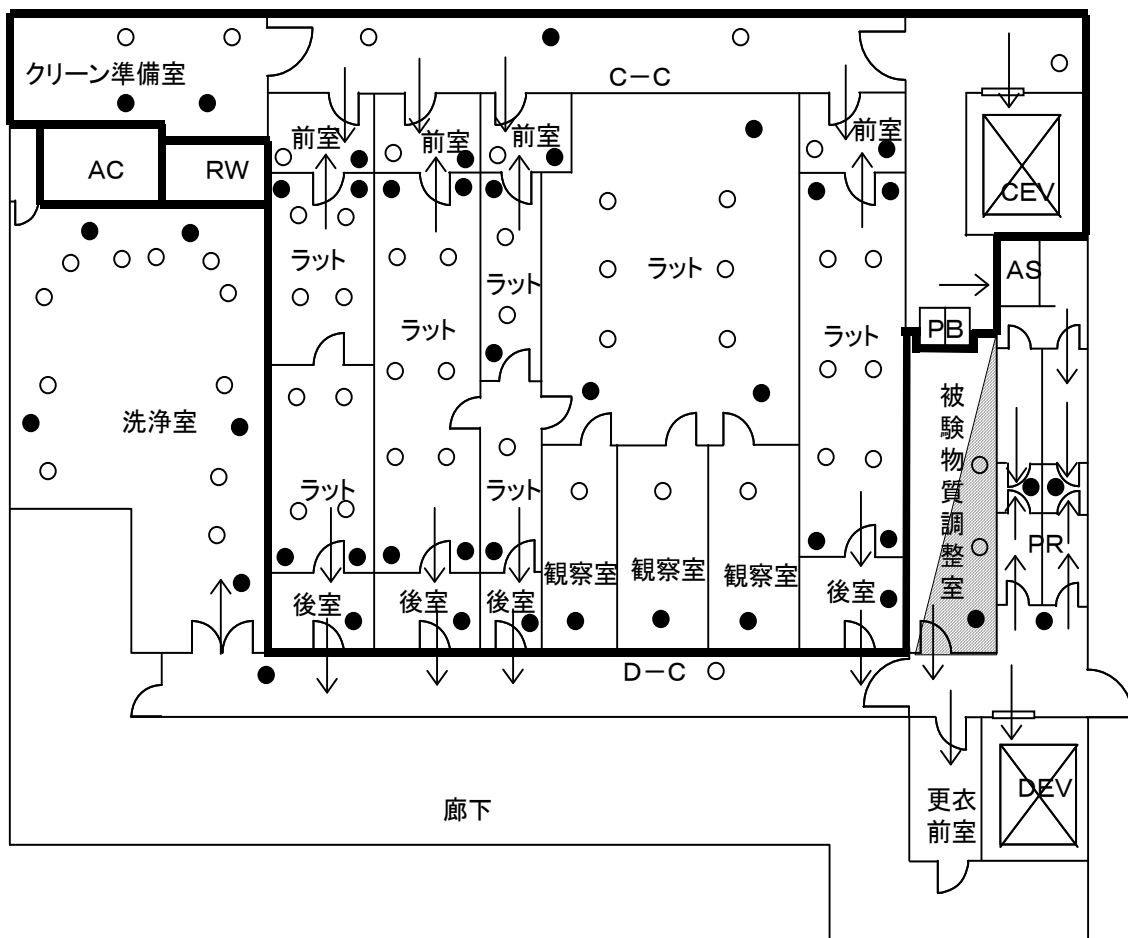 クリーン準備室
C－C
前室
前室
前室
前室
AC
RW
CEV
ラット
ラット
ラット
AS
ラット
ラット
PB
ラット
洗浄室
被験物質調整室
ラット
ラット
PR
観察室
観察室
観察室
後室
後室
後室
後室
D－C
廊下
更衣
前室
DEV